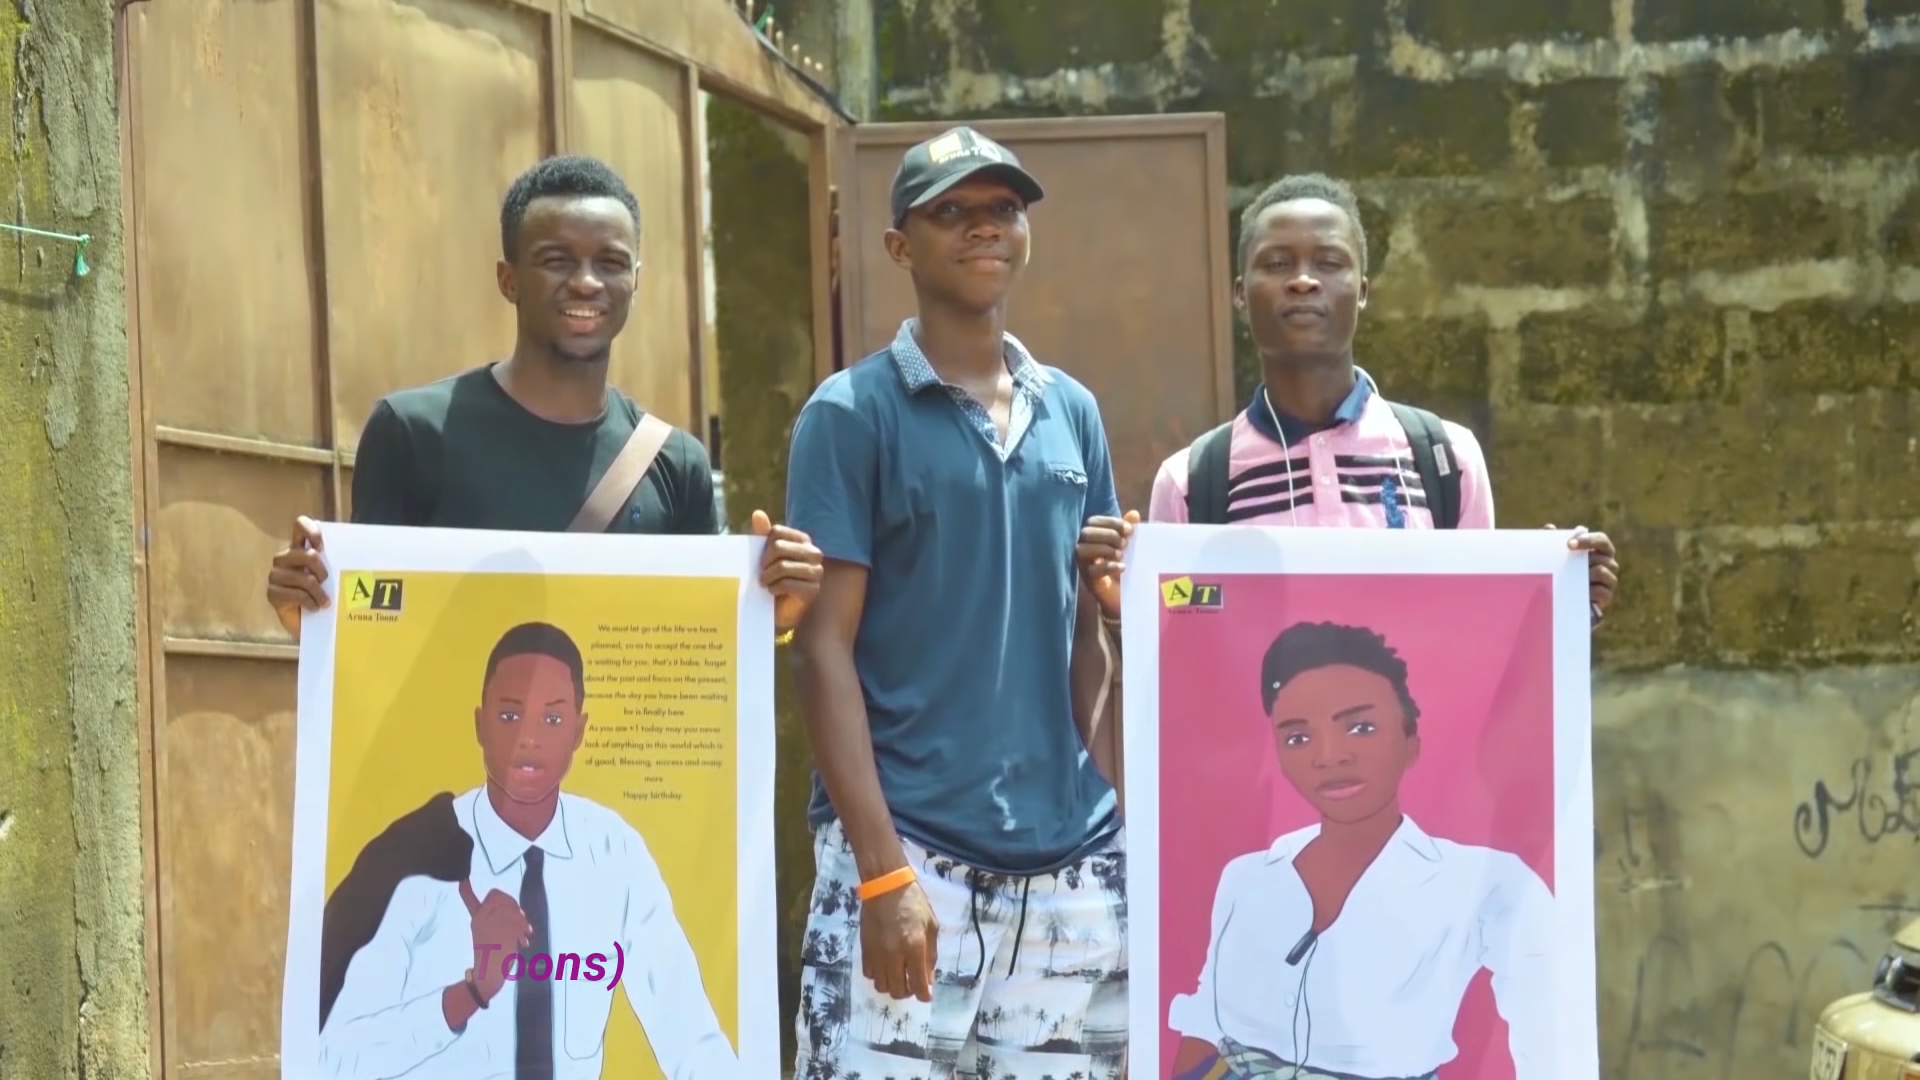 Aruna T
A T
Aruna Toonz
We must let go of the life we have
planned, so as to accept the one that
is waiting for you, that's it babe, forget
about the past and focus on the present,
because the day you have been waiting
for is finally here
As you are +1 today may you never
lack of anything in this world which is
of good, Blessing, success and many
more
Happy birthday
A T
Aruna Toonz
Toons)